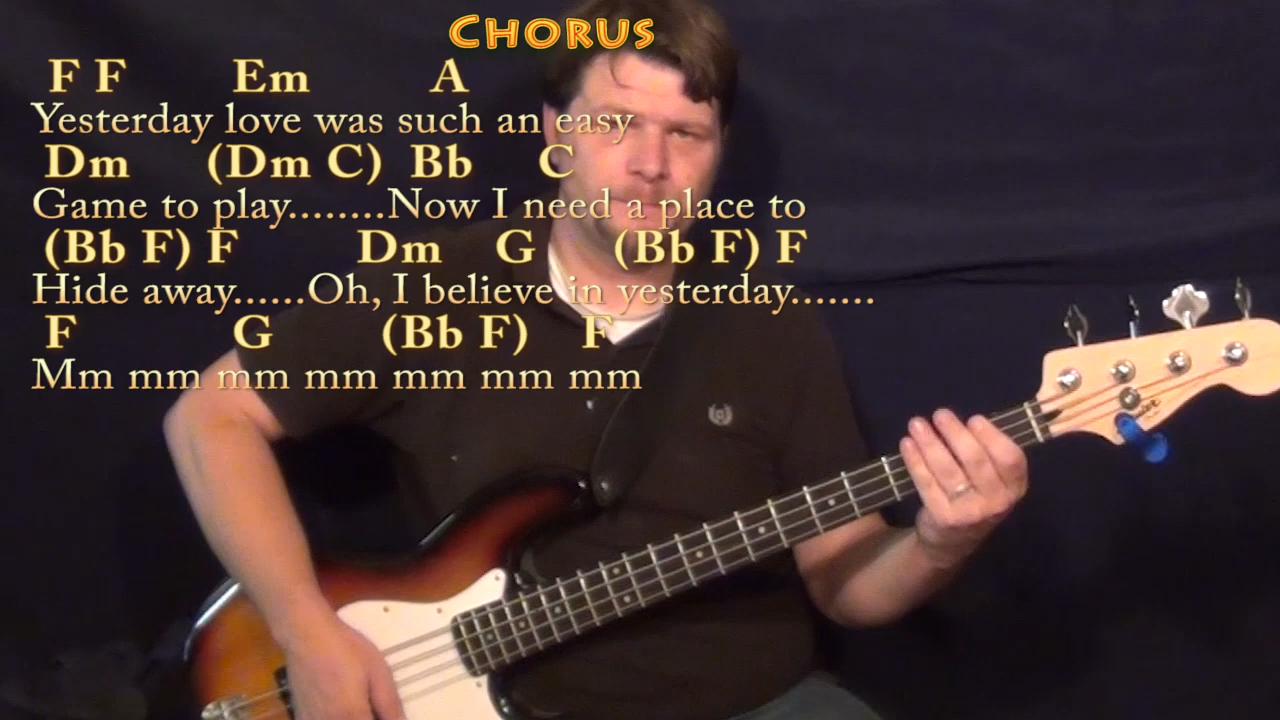 CHORUS
F F Em A
Yesterday love was such an easy
Dm (Dm C) Bb C
Game to play........Now I need a place to
(Bb F) F Dm G (Bb F) F
Hide away......Oh, I believe in yesterday.......
F G (Bb F) F
Mm mm mm mm mm mm mm